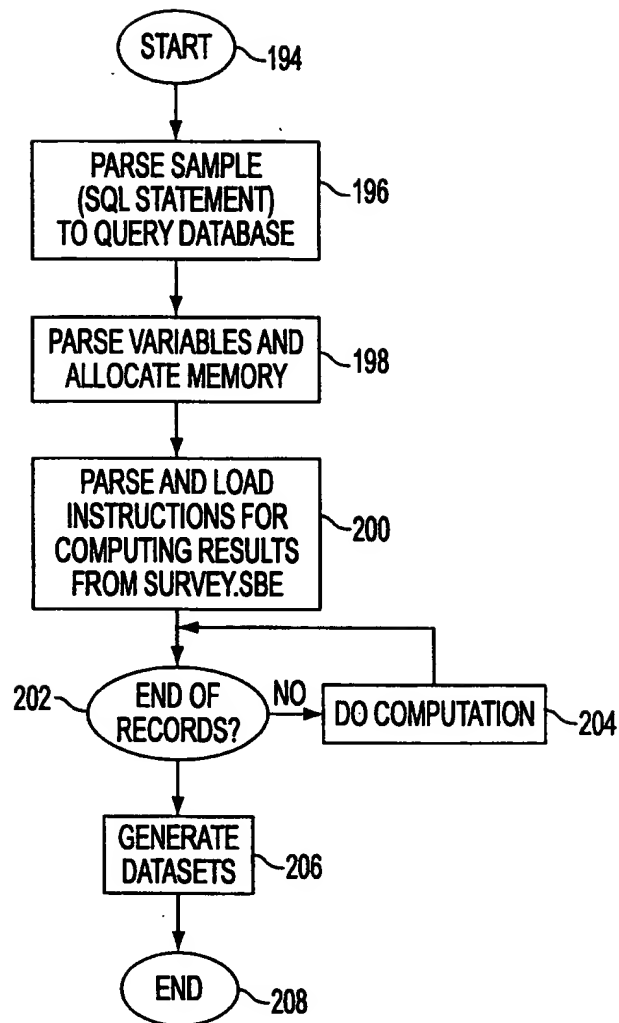 START
194
PARSE SAMPLE
(SQL STATEMENT)
TO QUERY DATABASE
196
PARSE VARIABLES AND
ALLOCATE MEMORY
198
PARSE AND LOAD
INSTRUCTIONS FOR
COMPUTING RESULTS
FROM SURVEY.SBE
200
202
END OF
RECORDS?
NO
DO COMPUTATION
204
GENERATE
DATASETS
206
END
208